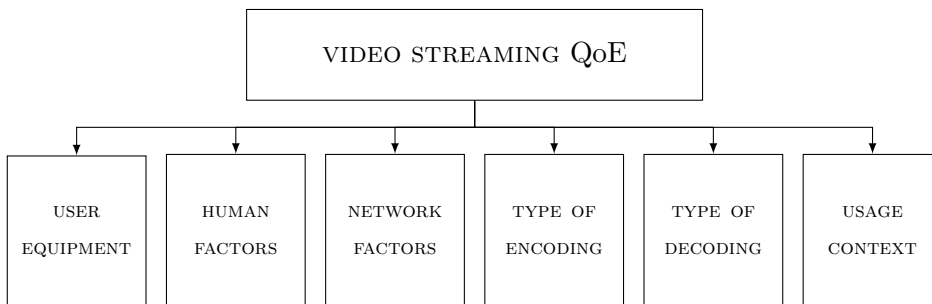 VIDEO STREAMING QoE
USER
EQUIPMENT
HUMAN
FACTORS
NETWORK
FACTORS
TYPE OF
ENCODING
TYPE OF
DECODING
USAGE
CONTEXT